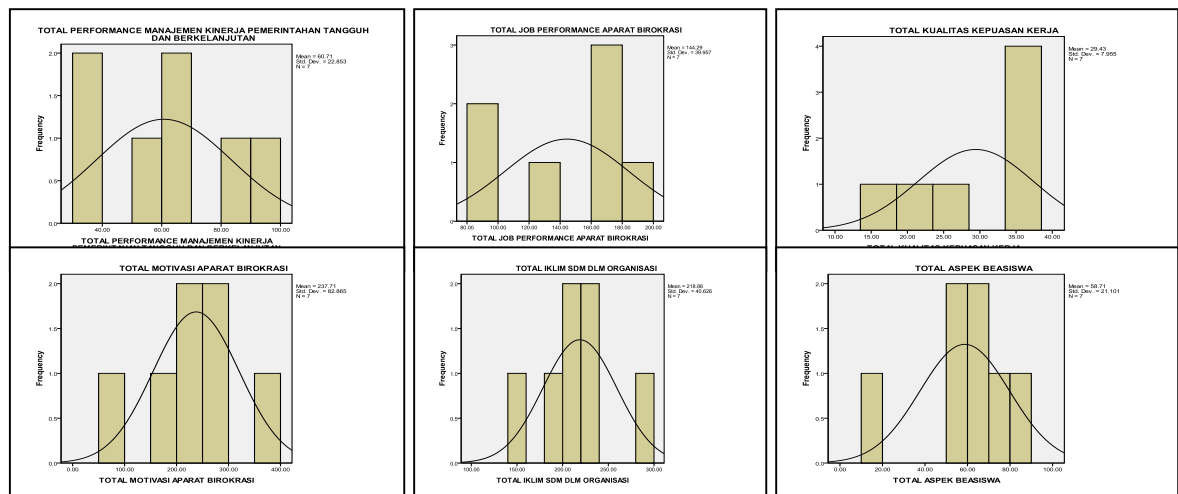 TOTAL PERFORMANCE MANAJEMEN KINERJA PEMERINTAHAN TANGGUH
DAN BERKELANJUTAN
Mean = 60.71
Std. Dev. = 22.853
N = 7
Frequency
2.0
1.5
1.0
0.5
0.0
40.00 60.00 80.00 100.00
TOTAL PERFORMANCE MANAJEMEN KINERJA
PEMERINTAHAN TANGGUH DAN BERKELANJUTAN
TOTAL JOB PERFORMANCE APARAT BIROKRASI
Mean = 144.29
Std. Dev. = 39.957
N = 7
Frequency
3
2
1
0
80.00 100.00 120.00 140.00 160.00 180.00 200.00
TOTAL JOB PERFORMANCE APARAT BIROKRASI
TOTAL KUALITAS KEPUASAN KERJA
Mean = 29.43
Std. Dev. = 7.955
N = 7
Frequency
4
3
2
1
0
10.00 15.00 20.00 25.00 30.00 35.00 40.00
TOTAL KUALITAS KEPUASAN KERJA
TOTAL MOTIVASI APARAT BIROKRASI
Mean = 237.71
Std. Dev. = 82.865
N = 7
Frequency
2.0
1.5
1.0
0.5
0.0
0.00 100.00 200.00 300.00 400.00
TOTAL MOTIVASI APARAT BIROKRASI
TOTAL IKLIM SDM DLM ORGANISASI
Mean = 218.86
Std. Dev. = 40.626
N = 7
Frequency
2.0
1.5
1.0
0.5
0.0
100.00 150.00 200.00 250.00 300.00
TOTAL IKLIM SDM DLM ORGANISASI
TOTAL ASPEK BEASISWA
Mean = 58.71
Std. Dev. = 21.101
N = 7
Frequency
2.0
1.5
1.0
0.5
0.0
0.00 20.00 40.00 60.00 80.00 100.00
TOTAL ASPEK BEASISWA